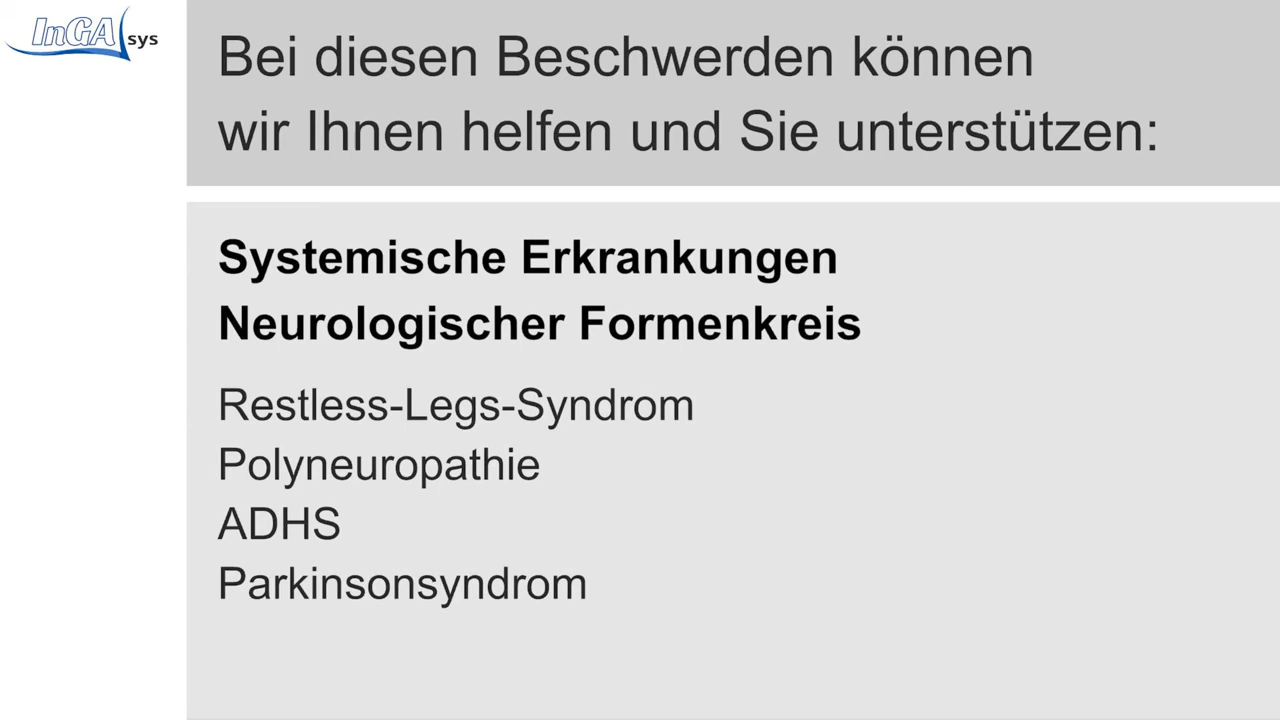 InGA sys
Bei diesen Beschwerden können
wir Ihnen helfen und Sie unterstützen:
Systemische Erkrankungen
Neurologischer Formenkreis
Restless-Legs-Syndrom
Polyneuropathie
ADHS
Parkinsonsyndrom